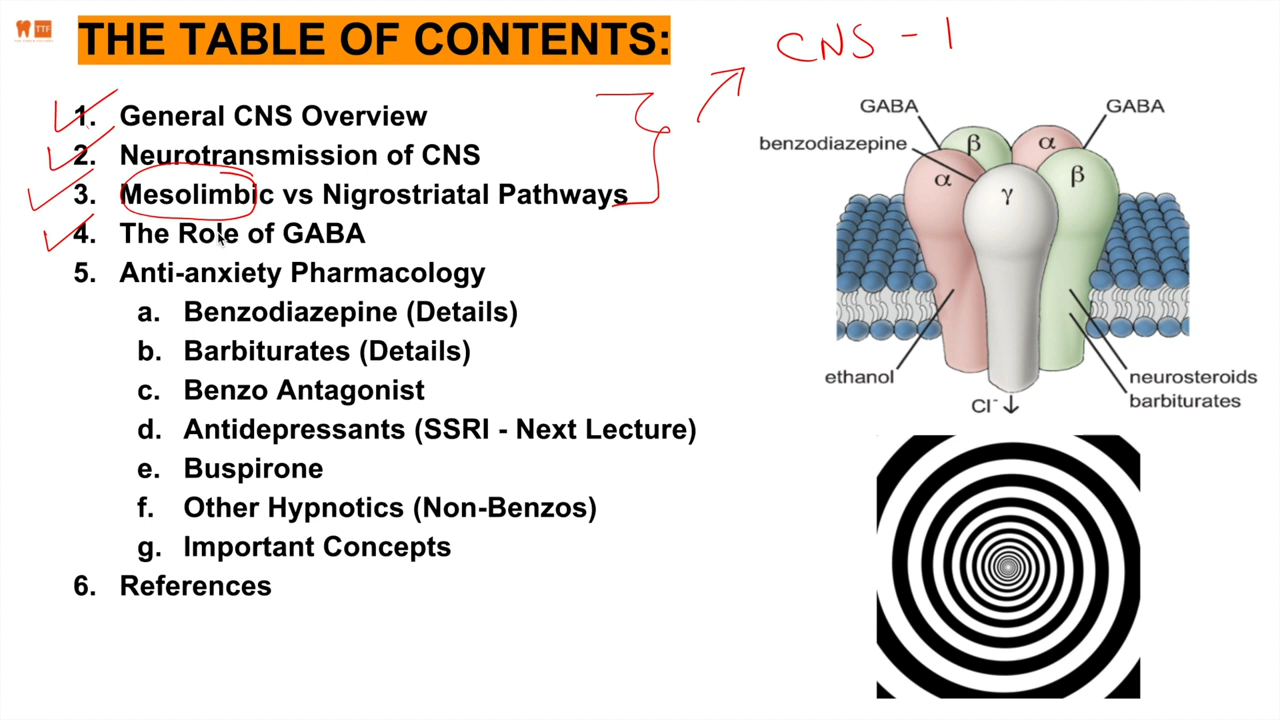 TTF
THE TABLE OF CONTENTS:
CNS - 1
1. General CNS Overview
2. Neurotransmission of CNS
3. Mesolimbic vs Nigrostriatal Pathways
4. The Role of GABA
5. Anti-anxiety Pharmacology
a. Benzodiazepine (Details)
b. Barbiturates (Details)
c. Benzo Antagonist
d. Antidepressants (SSRI - Next Lecture)
e. Buspirone
f. Other Hypnotics (Non-Benzos)
g. Important Concepts
6. References
GABA GABA
benzodiazepine
β α
α γ β
ethanol
neurosteroids
barbiturates
Cl⁻ ↓